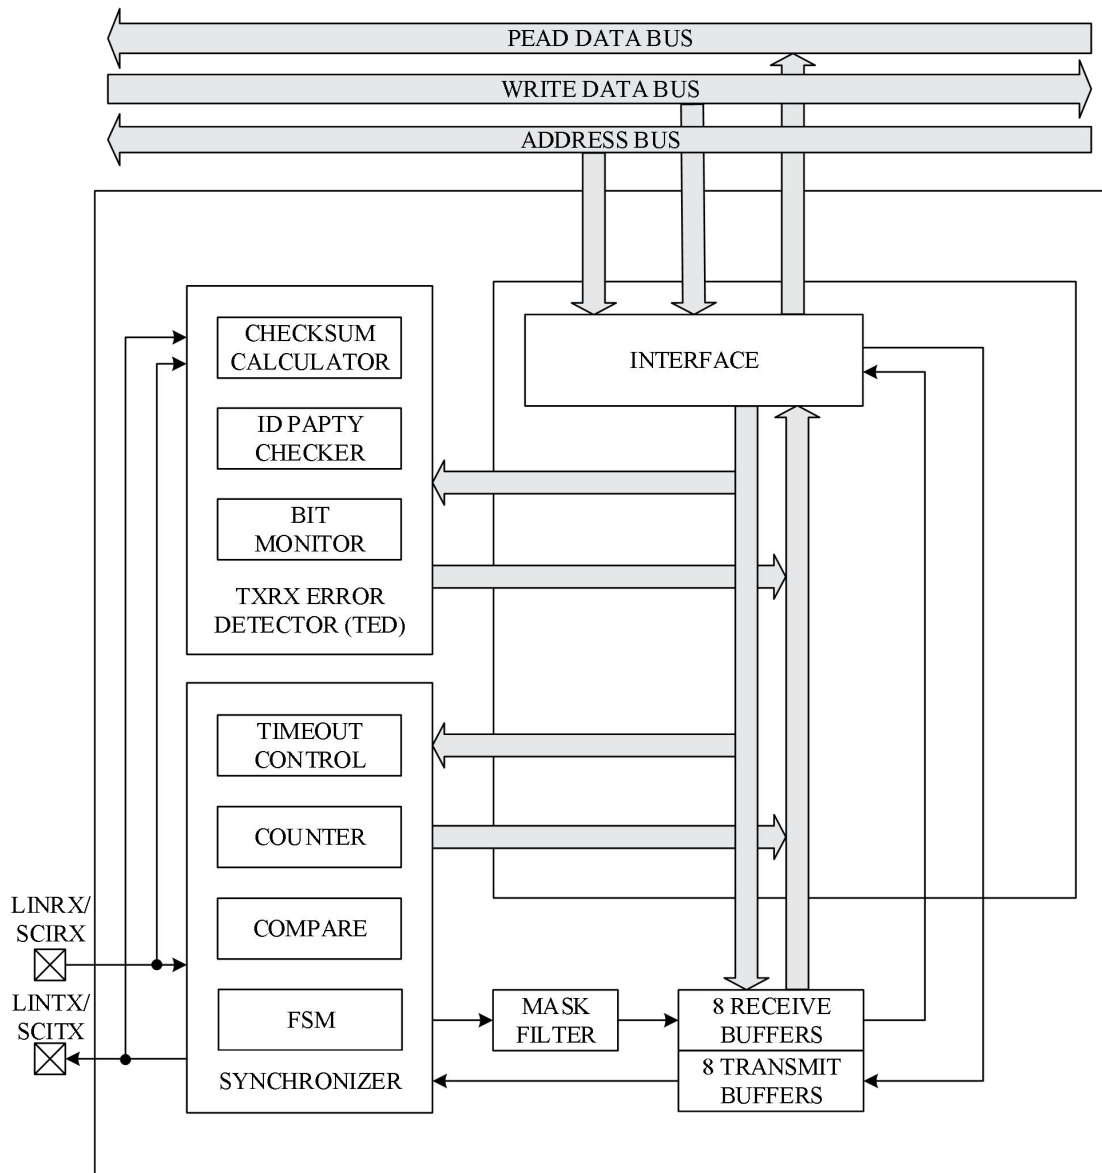 PEAD DATA BUS
WRITE DATA BUS
ADDRESS BUS
CHECKSUM
CALCULATOR
ID PAPTY
CHECKER
BIT
MONITOR
TXRX ERROR
DETECTOR (TED)
INTERFACE
TIMEOUT
CONTROL
COUNTER
COMPARE
FSM
SYNCHRONIZER
LINRX/
SCIRX
LINTX/
SCITX
MASK
FILTER
8 RECEIVE
BUFFERS
8 TRANSMIT
BUFFERS